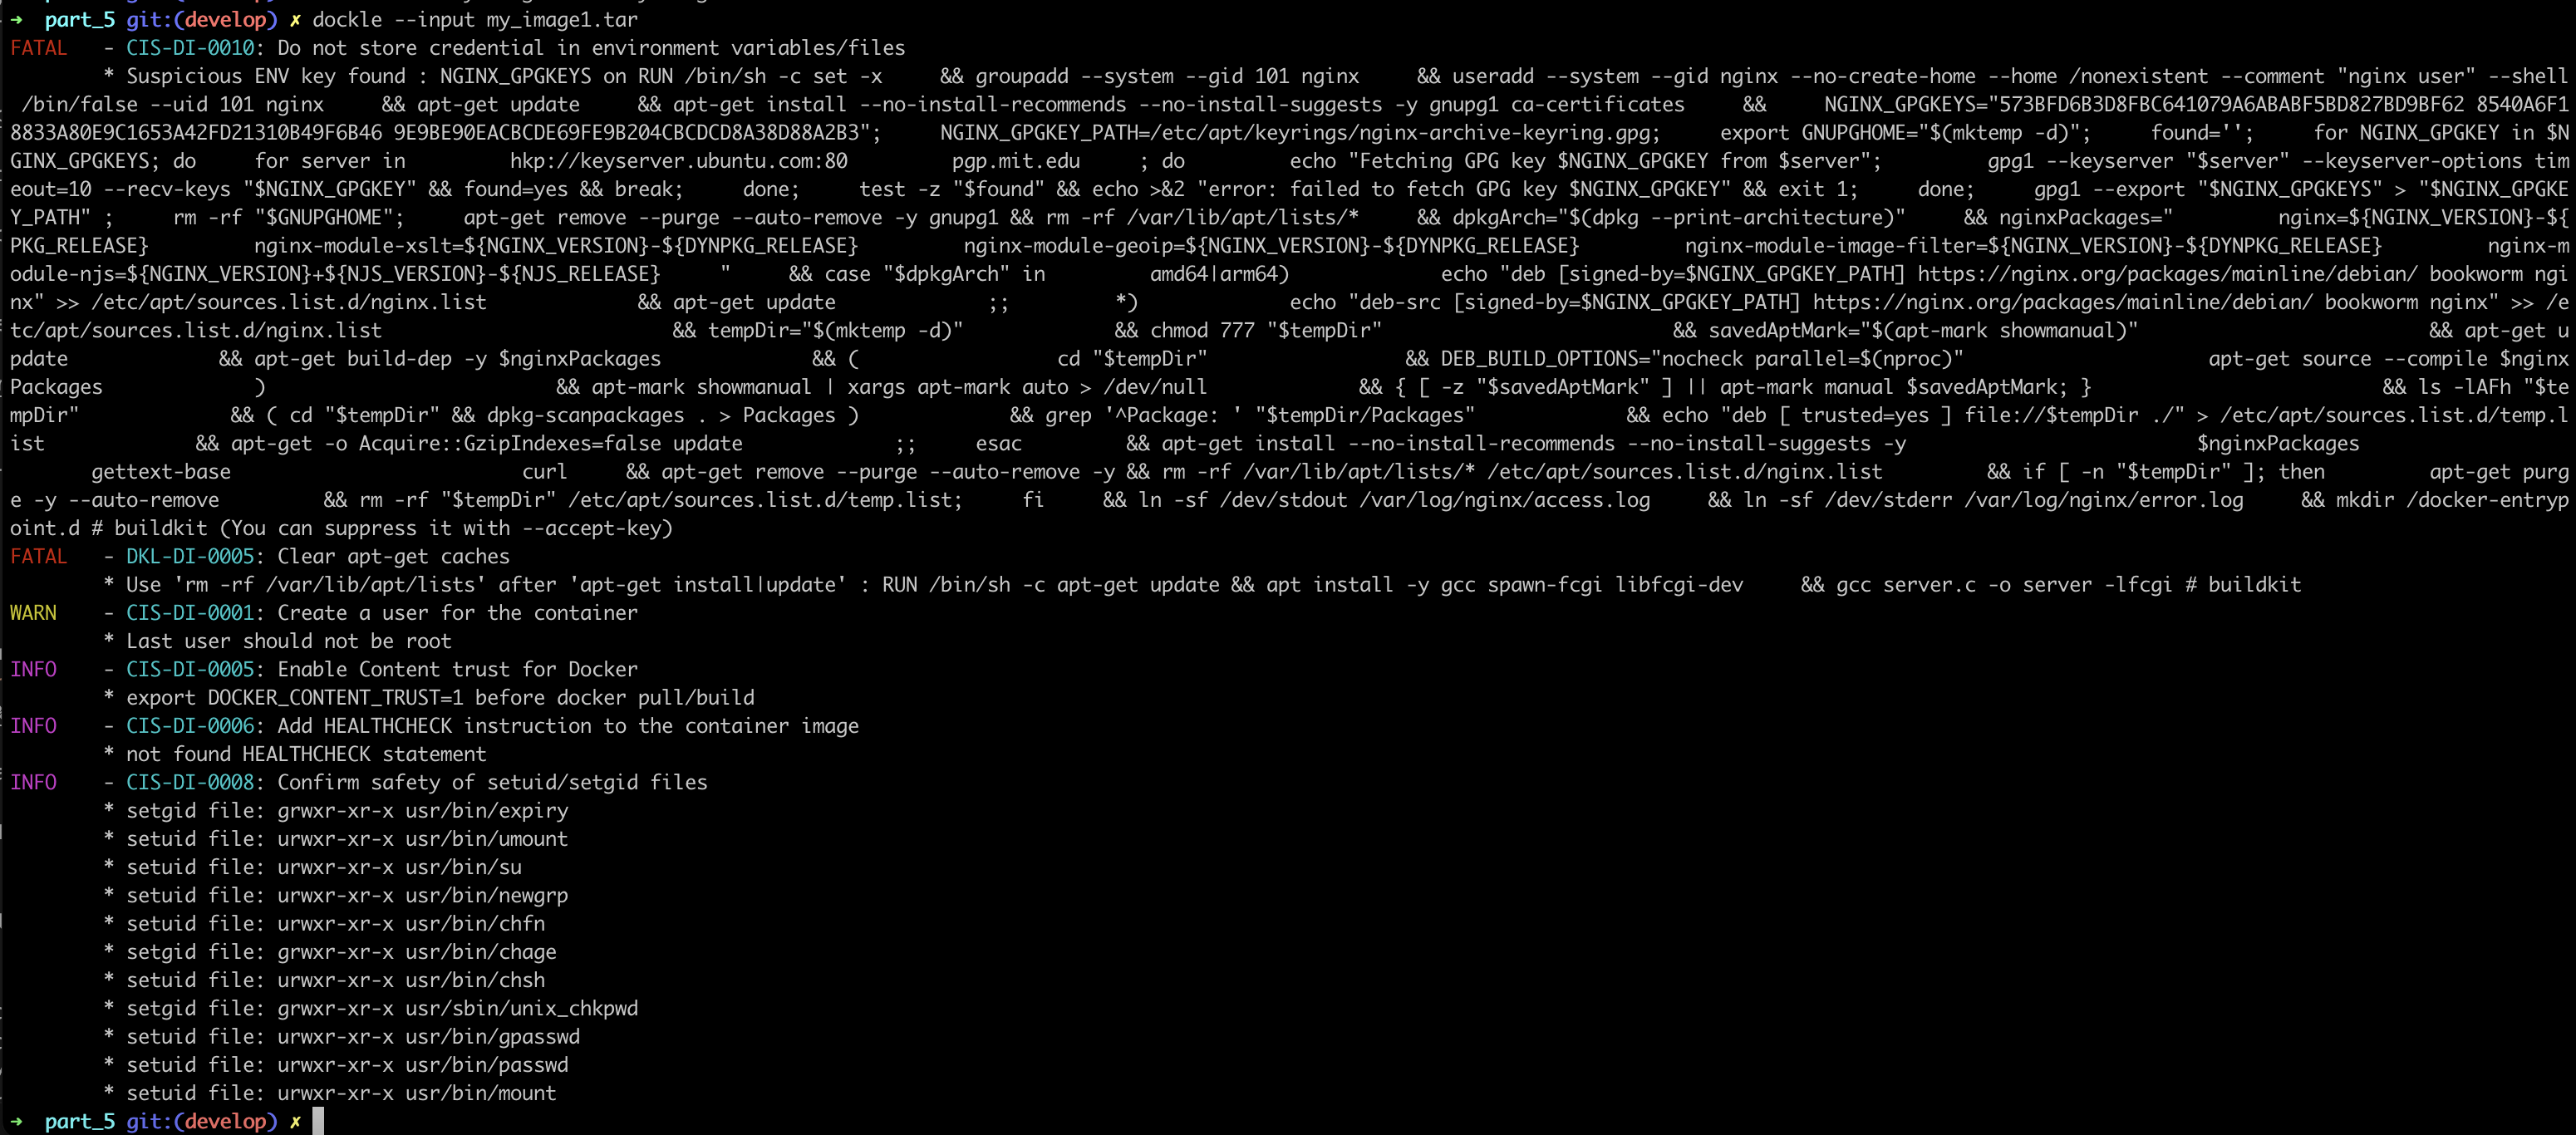 ➜  part_5 git:(develop) ✗ dockle --input my_image1.tar
FATAL   - CIS-DI-0010: Do not store credential in environment variables/files
        * Suspicious ENV key found : NGINX_GPGKEYS on RUN /bin/sh -c set -x     && groupadd --system --gid 101 nginx     && useradd --system --gid nginx --no-create-home --home /nonexistent --comment "nginx user" --shell
 /bin/false --uid 101 nginx     && apt-get update     && apt-get install --no-install-recommends --no-install-suggests -y gnupg1 ca-certificates     &&     NGINX_GPGKEYS="573BFD6B3D8FBC641079A6ABABF5BD827BD9BF62 8540A6F1
8833A80E9C1653A42FD21310B49F6B46 9E9BE90EACBCDE69FE9B204CBCDCD8A38D88A2B3";     NGINX_GPGKEY_PATH=/etc/apt/keyrings/nginx-archive-keyring.gpg;     export GNUPGHOME="$(mktemp -d)";     found='';     for NGINX_GPGKEY in $N
GINX_GPGKEYS; do     for server in         hkp://keyserver.ubuntu.com:80         pgp.mit.edu     ; do         echo "Fetching GPG key $NGINX_GPGKEY from $server";         gpg1 --keyserver "$server" --keyserver-options tim
eout=10 --recv-keys "$NGINX_GPGKEY" && found=yes && break;     done;     test -z "$found" && echo >&2 "error: failed to fetch GPG key $NGINX_GPGKEY" && exit 1;     done;     gpg1 --export "$NGINX_GPGKEYS" > "$NGINX_GPGKE
Y_PATH" ;     rm -rf "$GNUPGHOME";     apt-get remove --purge --auto-remove -y gnupg1 && rm -rf /var/lib/apt/lists/*     && dpkgArch="$(dpkg --print-architecture)"     && nginxPackages="         nginx=${NGINX_VERSION}-${
PKG_RELEASE}         nginx-module-xslt=${NGINX_VERSION}-${DYNPKG_RELEASE}         nginx-module-geoip=${NGINX_VERSION}-${DYNPKG_RELEASE}         nginx-module-image-filter=${NGINX_VERSION}-${DYNPKG_RELEASE}         nginx-m
odule-njs=${NGINX_VERSION}+${NJS_VERSION}-${NJS_RELEASE}     "     && case "$dpkgArch" in         amd64|arm64)             echo "deb [signed-by=$NGINX_GPGKEY_PATH] https://nginx.org/packages/mainline/debian/ bookworm ngi
nx" >> /etc/apt/sources.list.d/nginx.list             && apt-get update             ;;         *)             echo "deb-src [signed-by=$NGINX_GPGKEY_PATH] https://nginx.org/packages/mainline/debian/ bookworm nginx" >> /e
tc/apt/sources.list.d/nginx.list                         && tempDir="$(mktemp -d)"             && chmod 777 "$tempDir"                         && savedAptMark="$(apt-mark showmanual)"                         && apt-get u
pdate             && apt-get build-dep -y $nginxPackages             && (                 cd "$tempDir"                 && DEB_BUILD_OPTIONS="nocheck parallel=$(nproc)"                     apt-get source --compile $nginx
Packages             )                         && apt-mark showmanual | xargs apt-mark auto > /dev/null             && { [ -z "$savedAptMark" ] || apt-mark manual $savedAptMark; }                         && ls -lAFh "$te
mpDir"             && ( cd "$tempDir" && dpkg-scanpackages . > Packages )             && grep '^Package: ' "$tempDir/Packages"             && echo "deb [ trusted=yes ] file://$tempDir ./" > /etc/apt/sources.list.d/temp.l
ist             && apt-get -o Acquire::GzipIndexes=false update             ;;     esac         && apt-get install --no-install-recommends --no-install-suggests -y                         $nginxPackages
       gettext-base                         curl     && apt-get remove --purge --auto-remove -y && rm -rf /var/lib/apt/lists/* /etc/apt/sources.list.d/nginx.list         && if [ -n "$tempDir" ]; then         apt-get purg
e -y --auto-remove         && rm -rf "$tempDir" /etc/apt/sources.list.d/temp.list;     fi     && ln -sf /dev/stdout /var/log/nginx/access.log     && ln -sf /dev/stderr /var/log/nginx/error.log     && mkdir /docker-entryp
oint.d # buildkit (You can suppress it with --accept-key)
FATAL   - DKL-DI-0005: Clear apt-get caches
        * Use 'rm -rf /var/lib/apt/lists' after 'apt-get install|update' : RUN /bin/sh -c apt-get update && apt install -y gcc spawn-fcgi libfcgi-dev     && gcc server.c -o server -lfcgi # buildkit
WARN    - CIS-DI-0001: Create a user for the container
        * Last user should not be root
INFO    - CIS-DI-0005: Enable Content trust for Docker
        * export DOCKER_CONTENT_TRUST=1 before docker pull/build
INFO    - CIS-DI-0006: Add HEALTHCHECK instruction to the container image
        * not found HEALTHCHECK statement
INFO    - CIS-DI-0008: Confirm safety of setuid/setgid files
        * setgid file: grwxr-xr-x usr/bin/expiry
        * setuid file: urwxr-xr-x usr/bin/umount
        * setuid file: urwxr-xr-x usr/bin/su
        * setuid file: urwxr-xr-x usr/bin/newgrp
        * setuid file: urwxr-xr-x usr/bin/chfn
        * setgid file: grwxr-xr-x usr/bin/chage
        * setuid file: urwxr-xr-x usr/bin/chsh
        * setgid file: grwxr-xr-x usr/sbin/unix_chkpwd
        * setuid file: urwxr-xr-x usr/bin/gpasswd
        * setuid file: urwxr-xr-x usr/bin/passwd
        * setuid file: urwxr-xr-x usr/bin/mount
➜  part_5 git:(develop) ✗